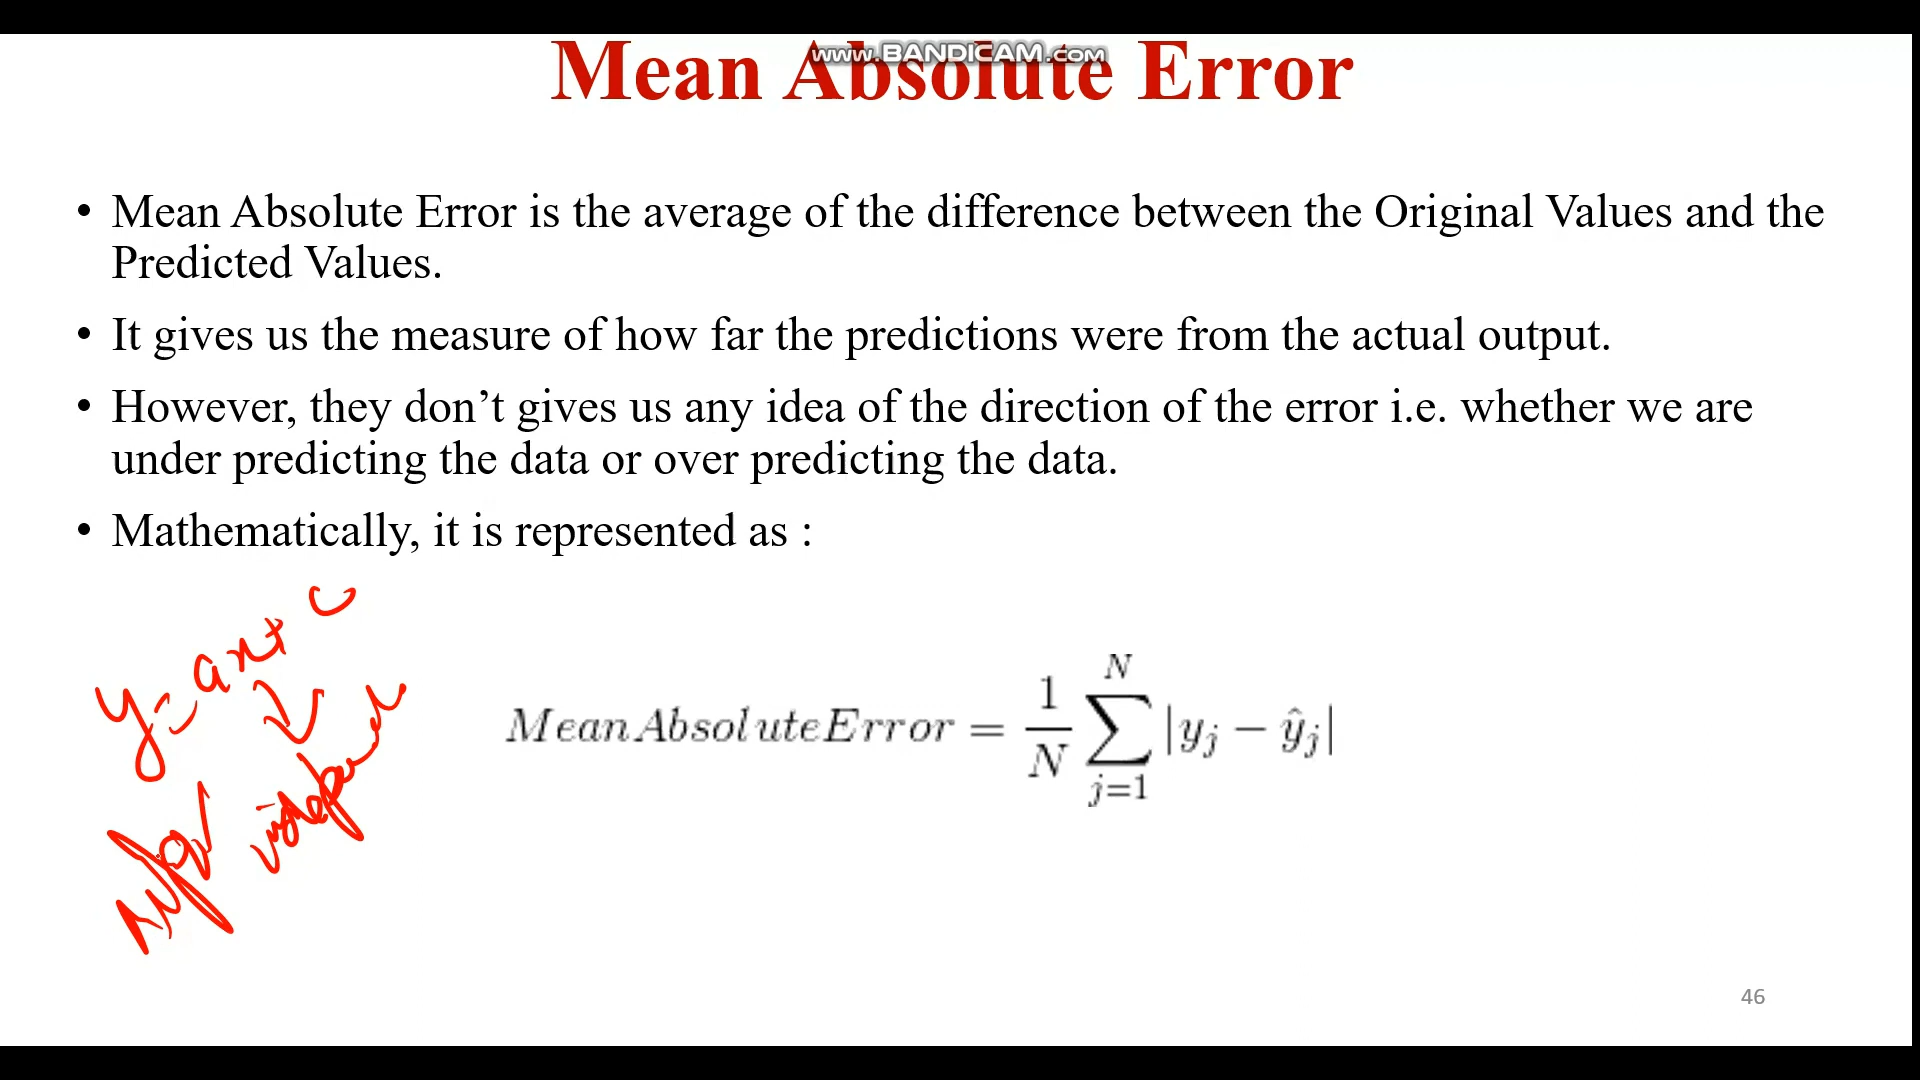 www.BANDICAM.com
Mean Absolute Error
• Mean Absolute Error is the average of the difference between the Original Values and the
Predicted Values.
• It gives us the measure of how far the predictions were from the actual output.
• However, they don’t gives us any idea of the direction of the error i.e. whether we are
under predicting the data or over predicting the data.
• Mathematically, it is represented as :
y = ax + c
MeanAbsoluteError = 1/N ∑_{j=1}^{N} |y_j − ŷ_j|
46